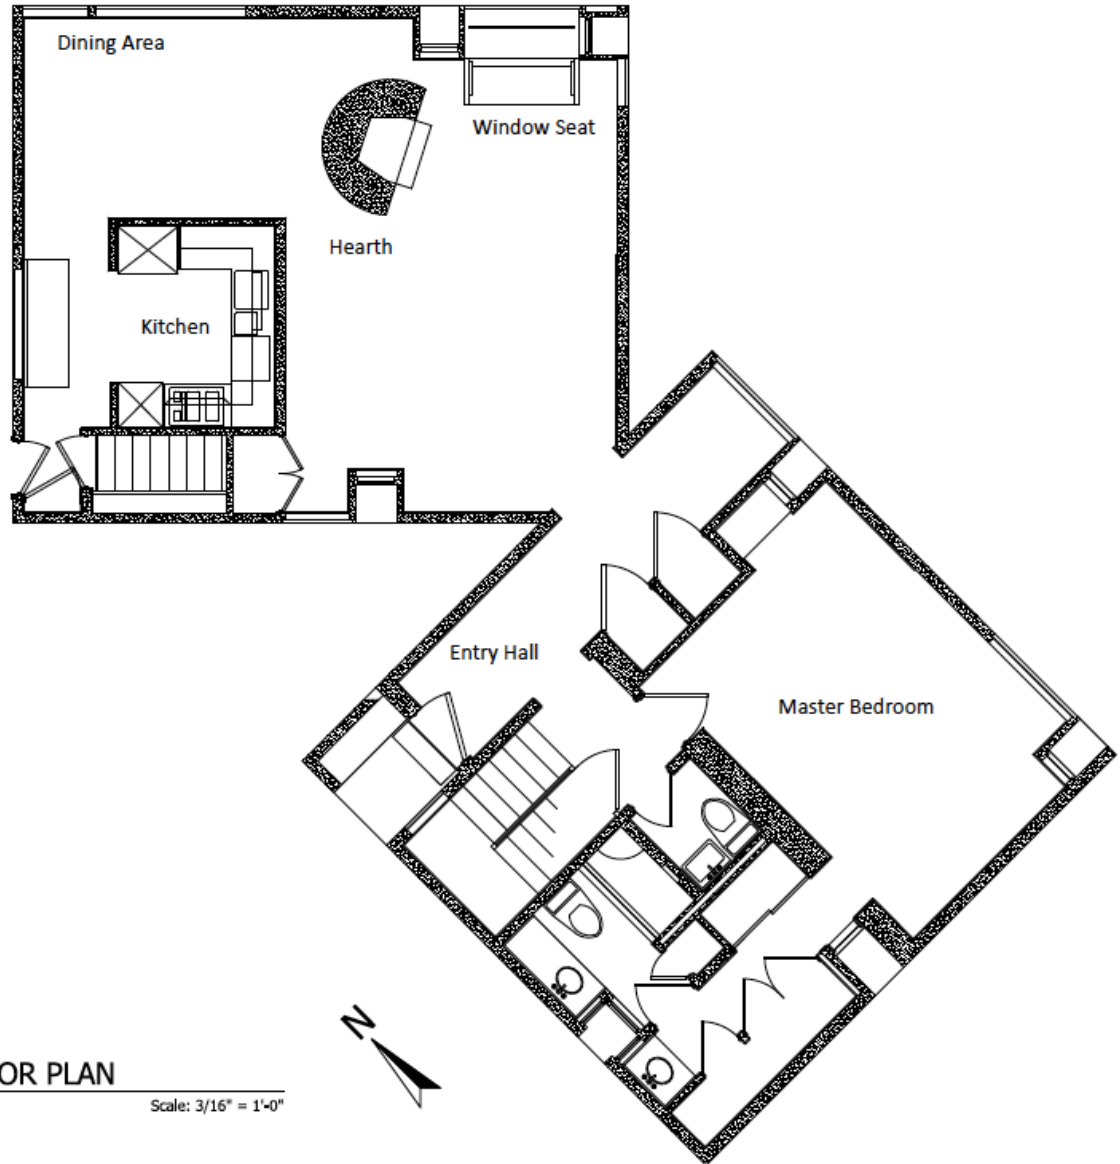 Dining Area
Window Seat
Hearth
Kitchen
Entry Hall
Master Bedroom
N
OR PLAN
Scale: 3/16" = 1'-0"